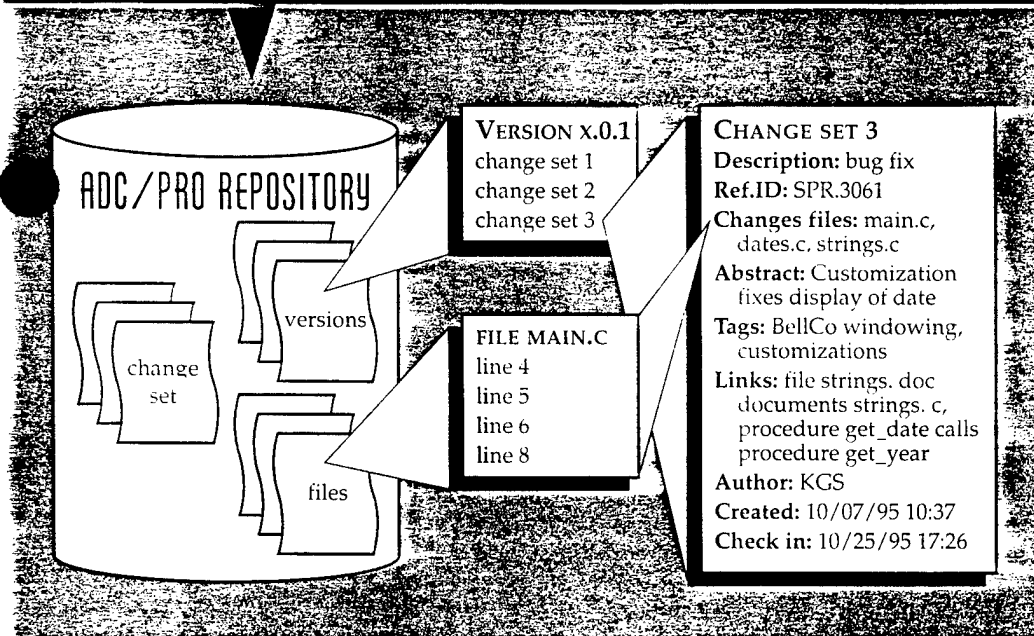 ADC/PRO REPOSITORY
change
set
versions
files
VERSION X.0.1
change set 1
change set 2
change set 3
FILE MAIN.C
line 4
line 5
line 6
line 8
CHANGE SET 3
Description: bug fix
Ref.ID: SPR.3061
Changes files: main.c,
dates.c, strings.c
Abstract: Customization
fixes display of date
Tags: BellCo windowing,
customizations
Links: file strings. doc
documents strings. c,
procedure get_date calls
procedure get_year
Author: KGS
Created: 10/07/95 10:37
Check in: 10/25/95 17:26